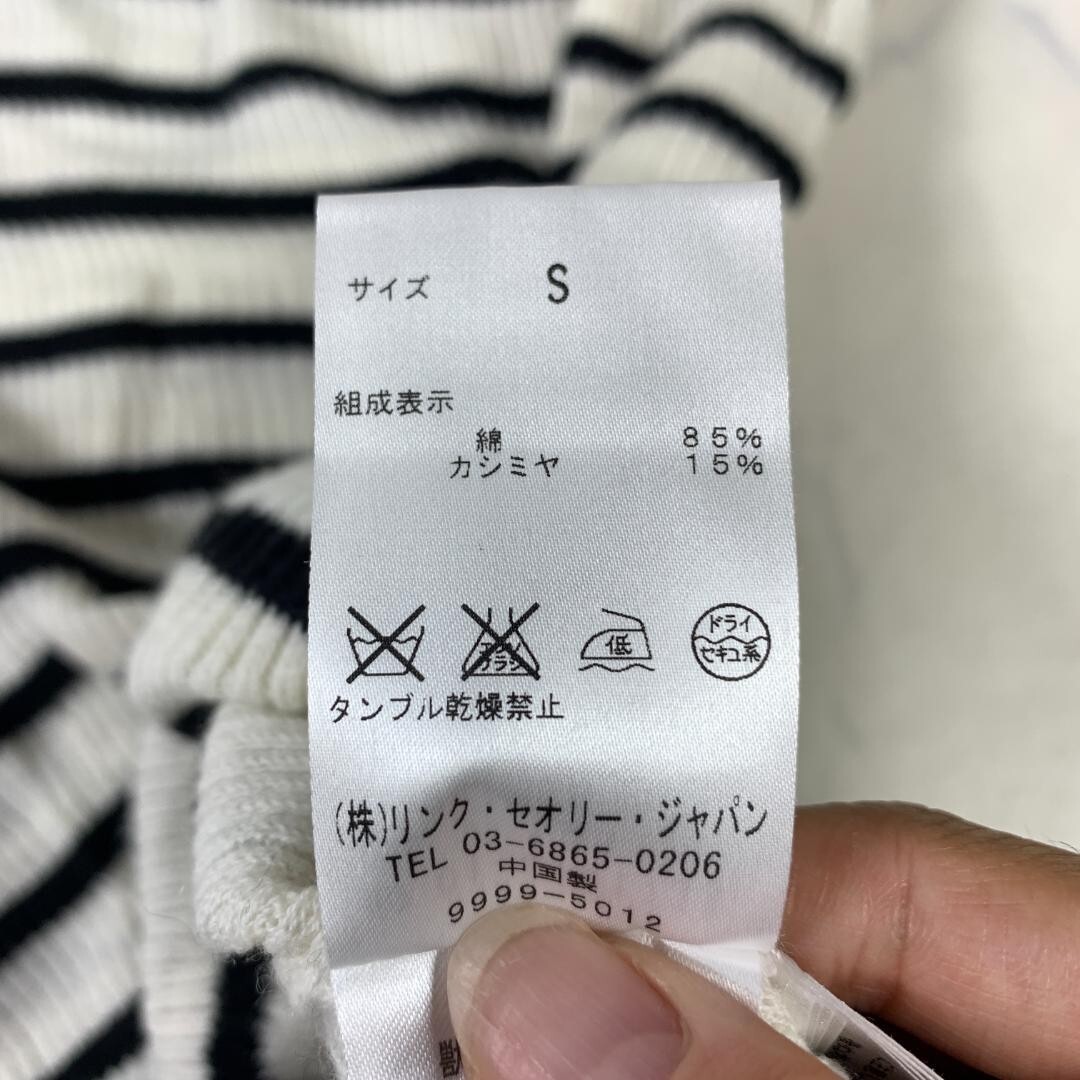 サイズ S
組成表示
綿 85%
カシミヤ 15%
低
ドライ
セキユ系
タンブル乾燥禁止
(株)リンク・セオリー・ジャパン
TEL 03-6865-0206
中国製
9999-5012